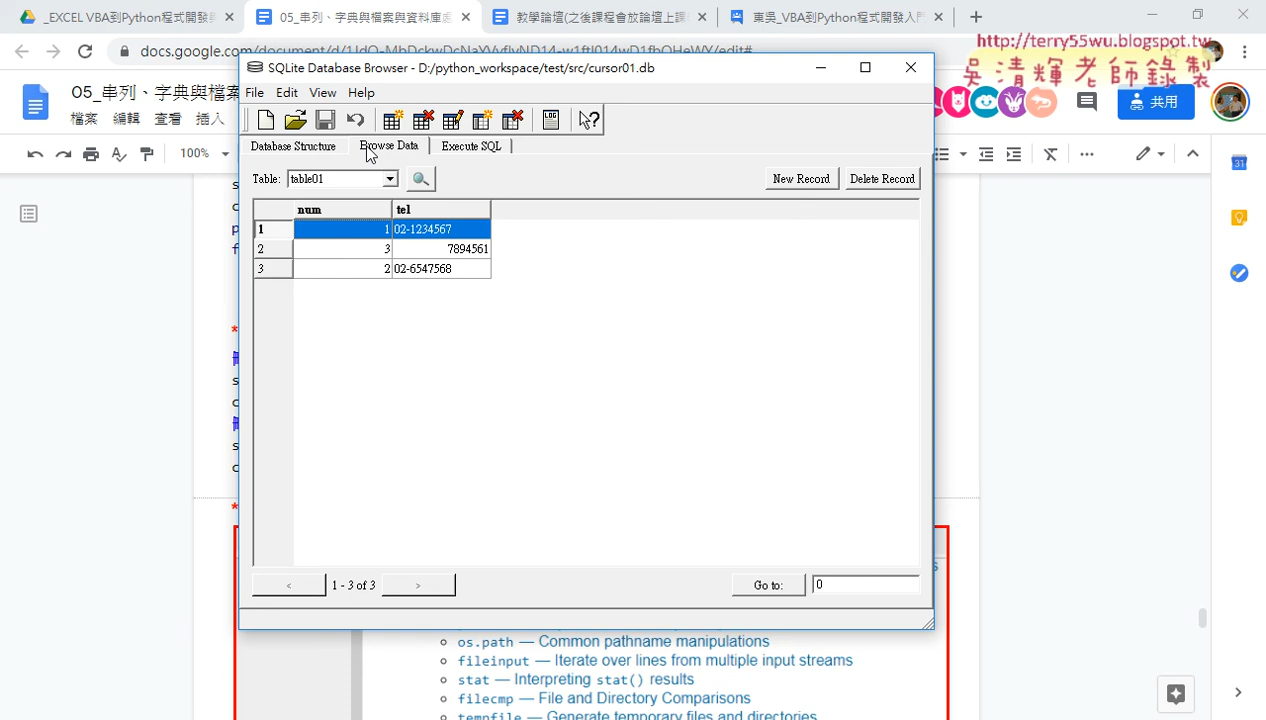 _EXCEL VBA到Python程式開發
05_串列、字典與檔案與資料庫處
教學論壇(之後課程會放論壇上課
東吳_VBA到Python程式開發入門
http://terry55wu.blogspot.tw
吳清輝老師錄製
05_串列、字典與檔案
檔案 編輯 查看 插入
共用
100%
SQLite Database Browser - D:/python_workspace/test/src/cursor01.db
File Edit View Help
LOG
Database Structure Browse Data Execute SQL
Table: table01 New Record Delete Record
num tel
1 1 02-1234567
2 3 7894561
3 2 02-6547568
< 1 - 3 of 3 > Go to: 0
os.path — Common pathname manipulations
fileinput — Iterate over lines from multiple input streams
stat — Interpreting stat() results
filecmp — File and Directory Comparisons
tempfile — Generate temporary files and directories
31